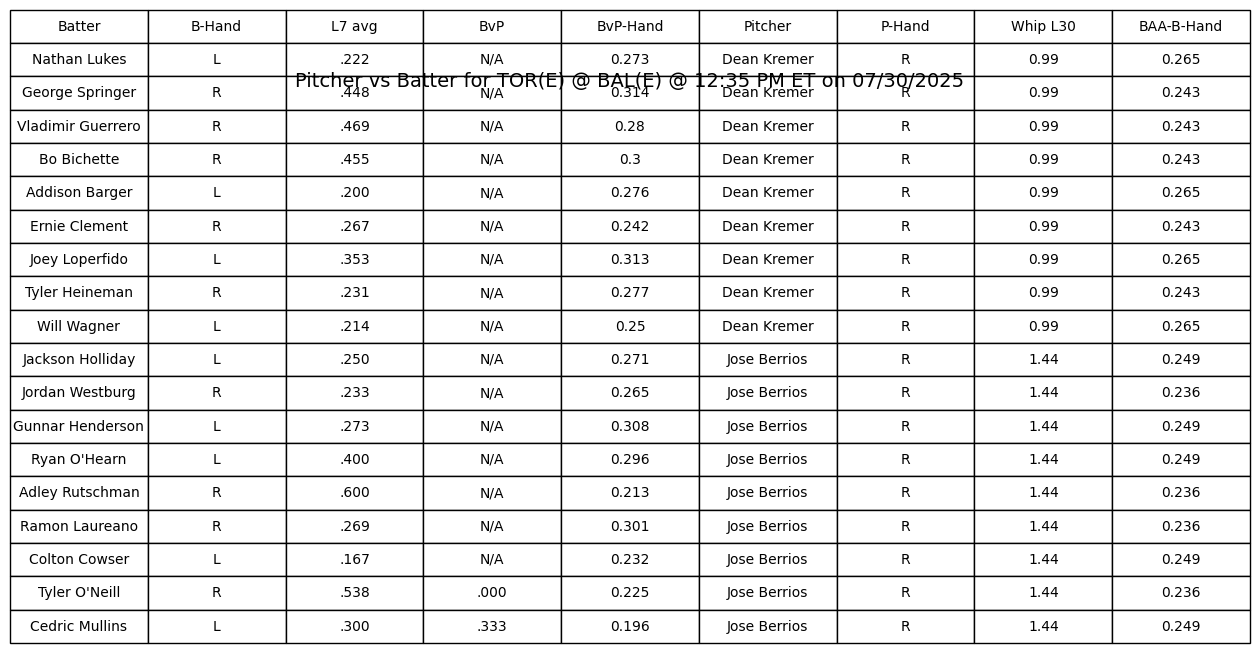 Batter B-Hand L7 avg BvP BvP-Hand Pitcher P-Hand Whip L30 BAA-B-Hand
Nathan Lukes L .222 N/A 0.273 Dean Kremer R 0.99 0.265
Pitcher vs Batter for TOR(E) @ BAL(E) @ 12:35 PM ET on 07/30/2025
George Springer R .448 N/A 0.314 Dean Kremer R 0.99 0.243
Vladimir Guerrero R .469 N/A 0.28 Dean Kremer R 0.99 0.243
Bo Bichette R .455 N/A 0.3 Dean Kremer R 0.99 0.243
Addison Barger L .200 N/A 0.276 Dean Kremer R 0.99 0.265
Ernie Clement R .267 N/A 0.242 Dean Kremer R 0.99 0.243
Joey Loperfido L .353 N/A 0.313 Dean Kremer R 0.99 0.265
Tyler Heineman R .231 N/A 0.277 Dean Kremer R 0.99 0.243
Will Wagner L .214 N/A 0.25 Dean Kremer R 0.99 0.265
Jackson Holliday L .250 N/A 0.271 Jose Berrios R 1.44 0.249
Jordan Westburg R .233 N/A 0.265 Jose Berrios R 1.44 0.236
Gunnar Henderson L .273 N/A 0.308 Jose Berrios R 1.44 0.249
Ryan O'Hearn L .400 N/A 0.296 Jose Berrios R 1.44 0.249
Adley Rutschman R .600 N/A 0.213 Jose Berrios R 1.44 0.236
Ramon Laureano R .269 N/A 0.301 Jose Berrios R 1.44 0.236
Colton Cowser L .167 N/A 0.232 Jose Berrios R 1.44 0.249
Tyler O'Neill R .538 .000 0.225 Jose Berrios R 1.44 0.236
Cedric Mullins L .300 .333 0.196 Jose Berrios R 1.44 0.249